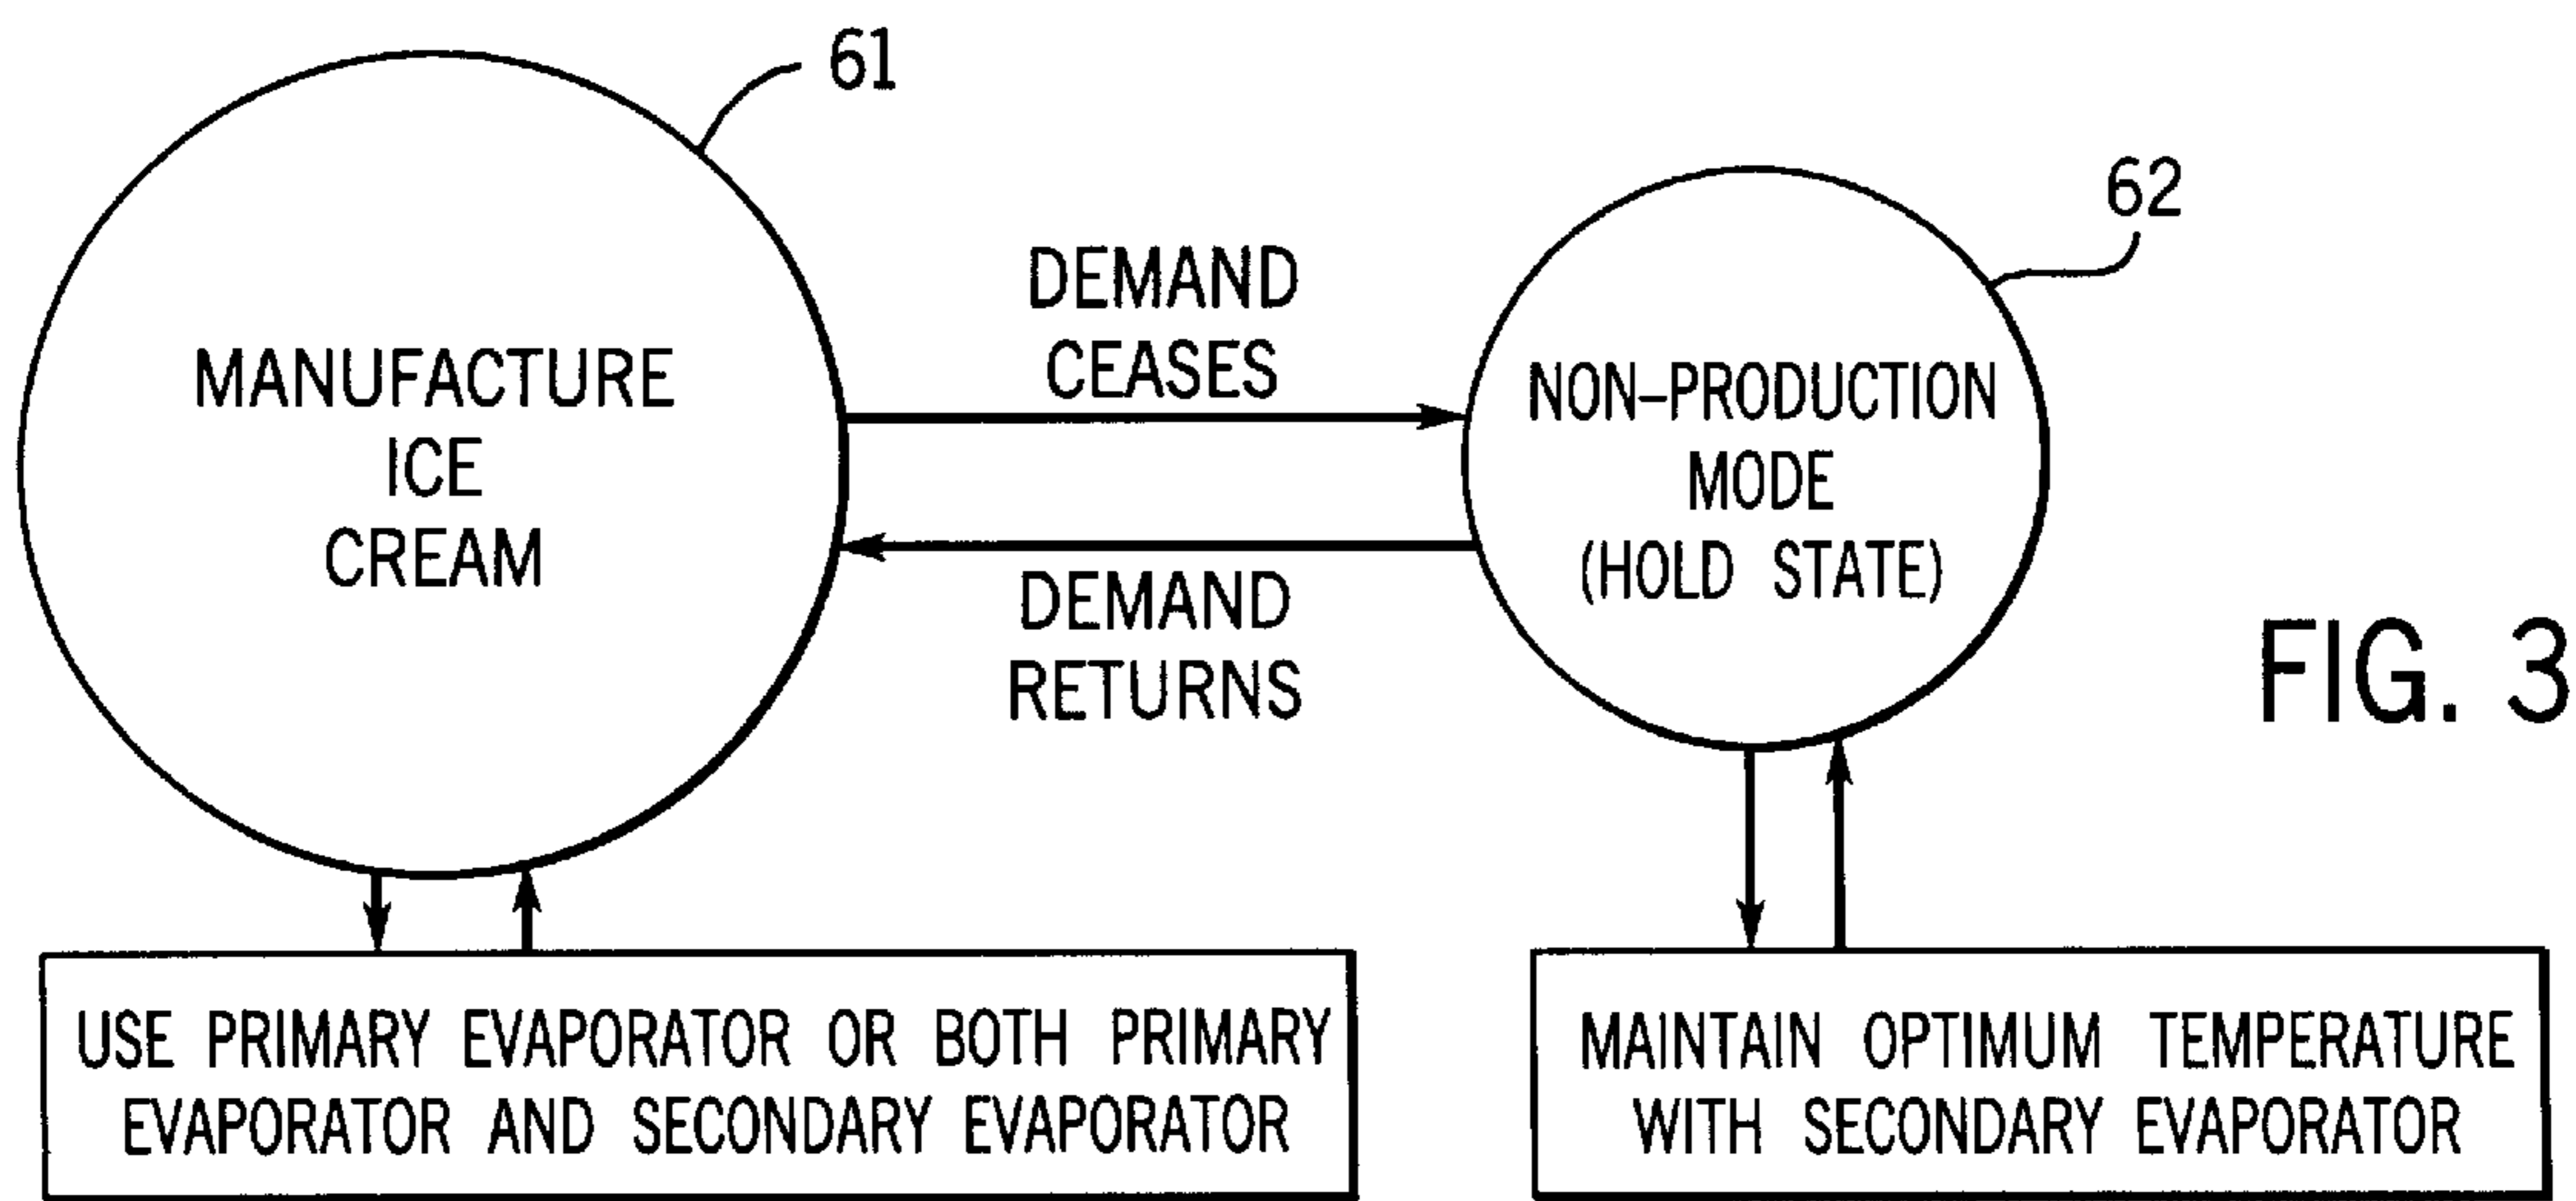 61
MANUFACTURE
ICE
CREAM
DEMAND
CEASES
DEMAND
RETURNS
62
NON-PRODUCTION
MODE
(HOLD STATE)
FIG. 3
USE PRIMARY EVAPORATOR OR BOTH PRIMARY
EVAPORATOR AND SECONDARY EVAPORATOR
MAINTAIN OPTIMUM TEMPERATURE
WITH SECONDARY EVAPORATOR